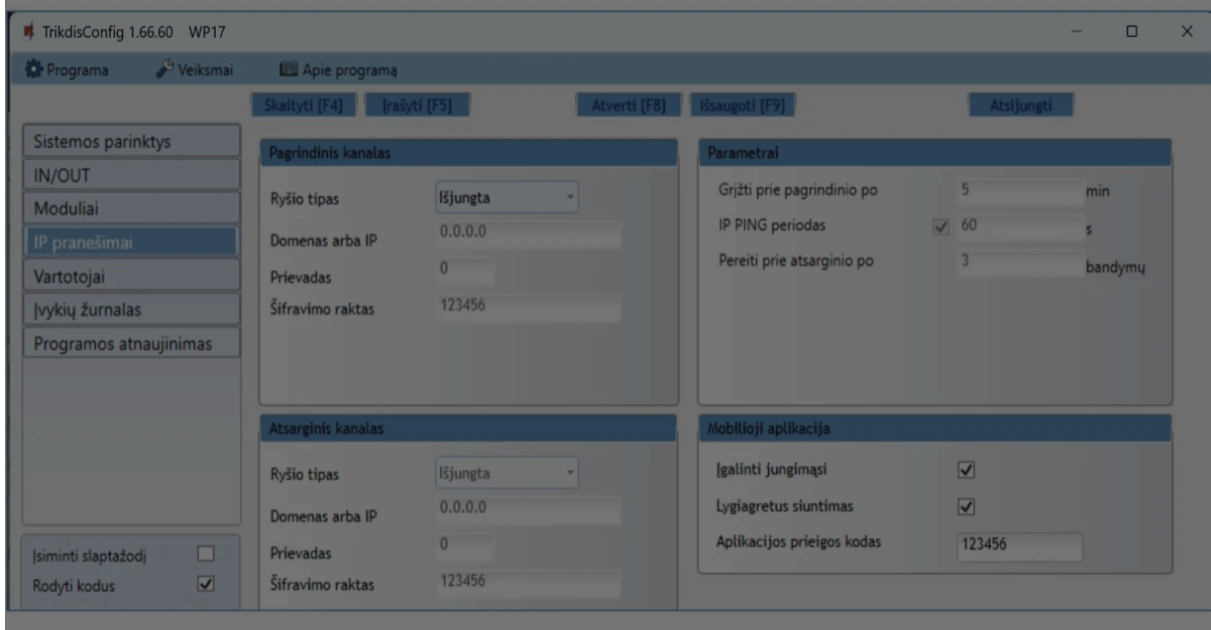 TrikdisConfig 1.66.60 WP17
Programa Veiksmai Apie programą
Skaityti [F4] Įrašyti [F5] Atverti [F8] Išsaugoti [F9] Atsijungti
Sistemos parinktys
IN/OUT
Moduliai
IP pranešimai
Vartotojai
Įvykių žurnalas
Programos atnaujinimas
Įsiminti slaptažodį
Rodyti kodus
Pagrindinis kanalas
Ryšio tipas Išjungta
Domenas arba IP 0.0.0.0
Prievadas 0
Šifravimo raktas 123456
Atsarginis kanalas
Ryšio tipas Išjungta
Domenas arba IP 0.0.0.0
Prievadas 0
Šifravimo raktas 123456
Parametrai
Grįžti prie pagrindinio po 5 min
IP PING periodas 60 s
Pereiti prie atsarginio po 3 bandymų
Mobilioji aplikacija
Įgalinti jungimąsi
Lygiagretus siuntimas
Aplikacijos prieigos kodas 123456